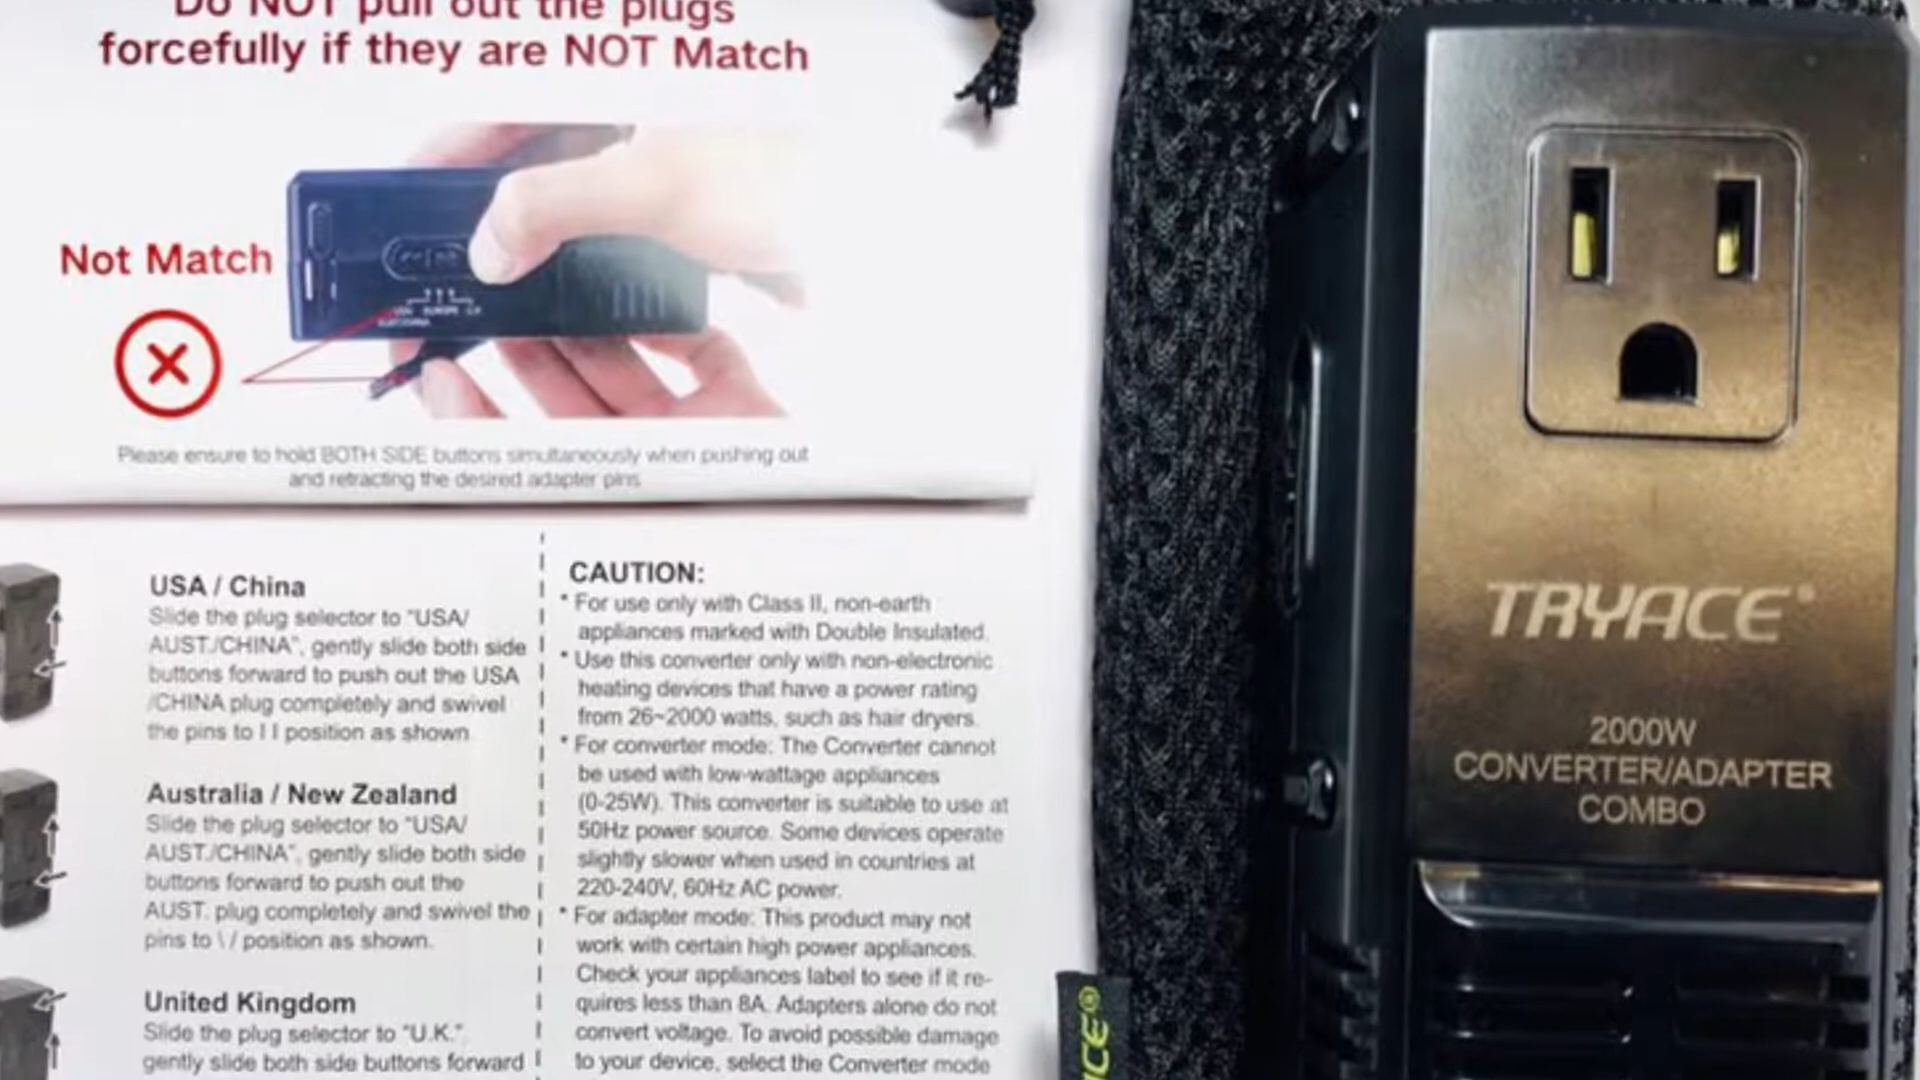 Do NOT pull out the plugs
forcefully if they are NOT Match
Not Match
Please ensure to hold BOTH SIDE buttons simultaneously when pushing out
and retracting the desired adapter pins
USA / China
Slide the plug selector to "USA/
AUST./CHINA", gently slide both side
buttons forward to push out the USA
/CHINA plug completely and swivel
the pins to I I position as shown
Australia / New Zealand
Slide the plug selector to "USA/
AUST./CHINA", gently slide both side
buttons forward to push out the
AUST. plug completely and swivel the
pins to \ / position as shown.
United Kingdom
Slide the plug selector to "U.K.",
gently slide both side buttons forward
CAUTION:
* For use only with Class II, non-earth
appliances marked with Double Insulated.
* Use this converter only with non-electronic
heating devices that have a power rating
from 26~2000 watts, such as hair dryers.
* For converter mode: The Converter cannot
be used with low-wattage appliances
(0-25W). This converter is suitable to use at
50Hz power source. Some devices operate
slightly slower when used in countries at
220-240V, 60Hz AC power.
* For adapter mode: This product may not
work with certain high power appliances.
Check your appliances label to see if it re-
quires less than 8A. Adapters alone do not
convert voltage. To avoid possible damage
to your device, select the Converter mode
TRYACE
2000W
CONVERTER/ADAPTER
COMBO